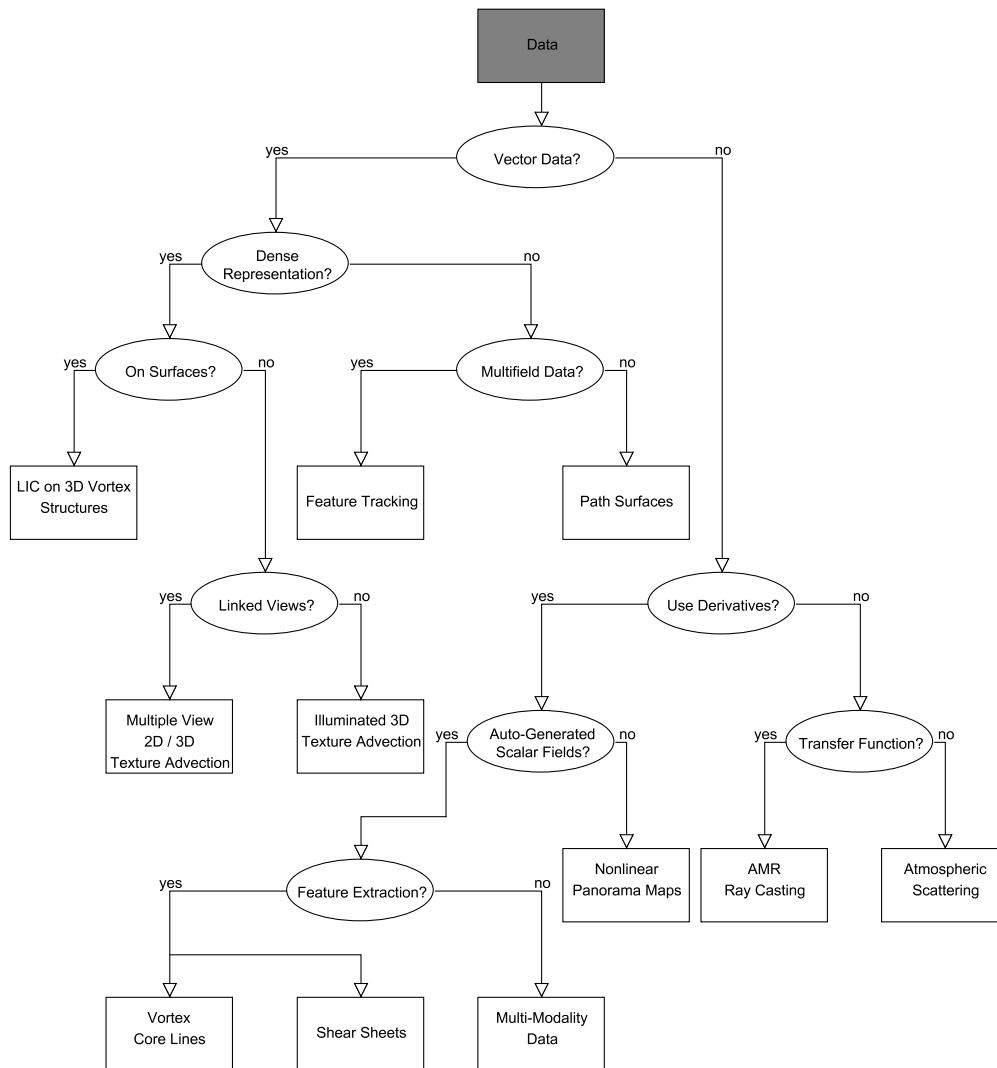 Data
yes
Vector Data?
no
yes
Dense
Representation?
no
yes
On Surfaces?
no
yes
Multifield Data?
no
LIC on 3D Vortex
Structures
Feature Tracking
Path Surfaces
yes
Linked Views?
no
yes
Use Derivatives?
no
Multiple View
2D / 3D
Texture Advection
Illuminated 3D
Texture Advection
yes
Auto-Generated
Scalar Fields?
no
yes
Transfer Function?
no
yes
Feature Extraction?
no
Nonlinear
Panorama Maps
AMR
Ray Casting
Atmospheric
Scattering
Vortex
Core Lines
Shear Sheets
Multi-Modality
Data